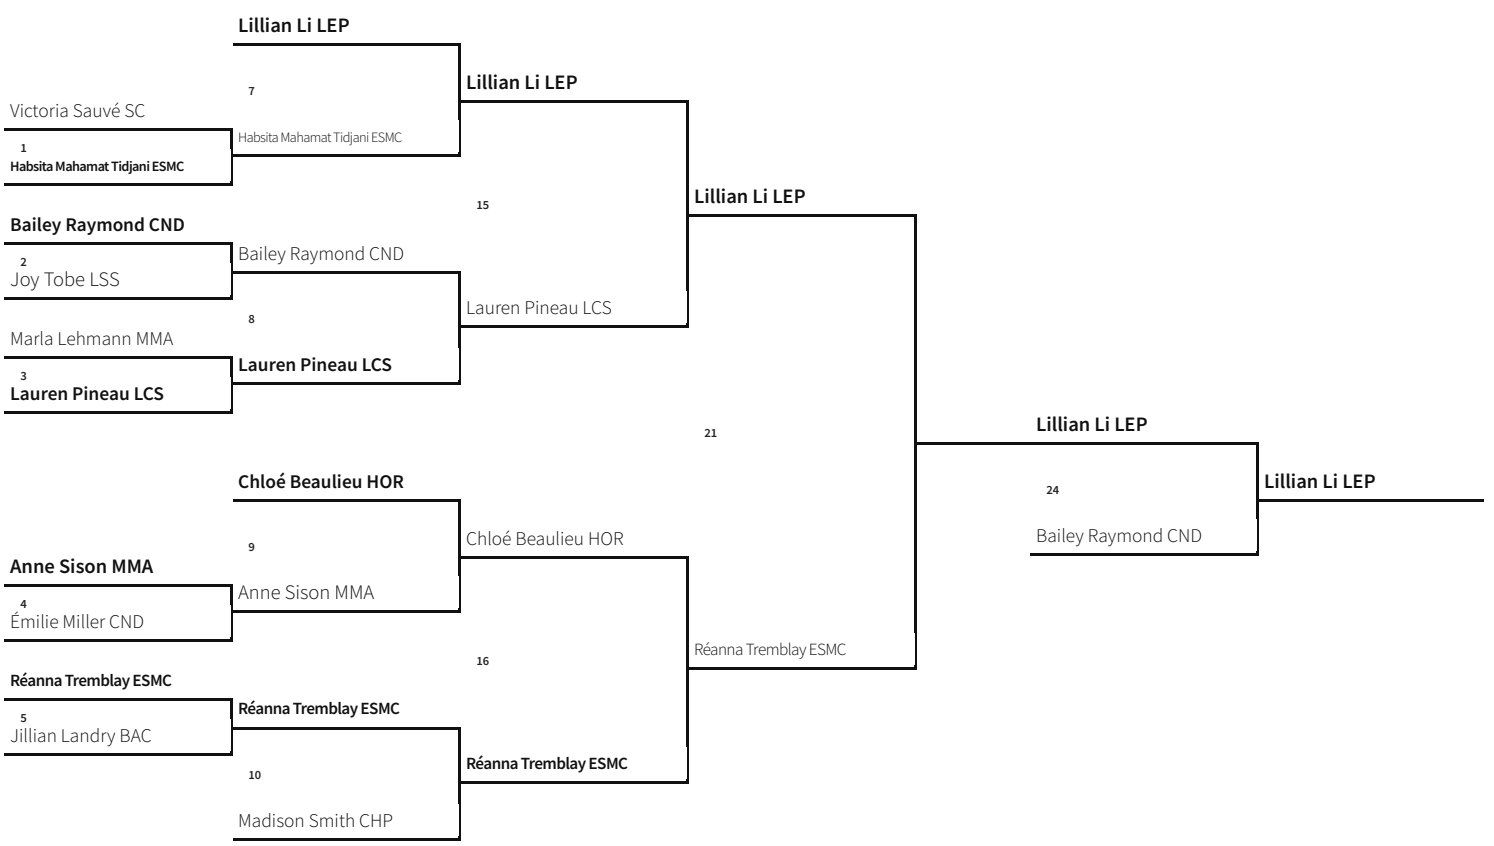 Lillian Li LEP
7
Lillian Li LEP
Victoria Sauvé SC
Habsita Mahamat Tidjani ESMC
1
Habsita Mahamat Tidjani ESMC
15
Lillian Li LEP
Bailey Raymond CND
2
Joy Tobe LSS
Bailey Raymond CND
Lauren Pineau LCS
8
Marla Lehmann MMA
Lauren Pineau LCS
3
Lauren Pineau LCS
21
Lillian Li LEP
Chloé Beaulieu HOR
Lillian Li LEP
24
9
Chloé Beaulieu HOR
Bailey Raymond CND
Anne Sison MMA
Anne Sison MMA
4
Émilie Miller CND
16
Réanna Tremblay ESMC
Réanna Tremblay ESMC
Réanna Tremblay ESMC
5
Jillian Landry BAC
10
Réanna Tremblay ESMC
Madison Smith CHP